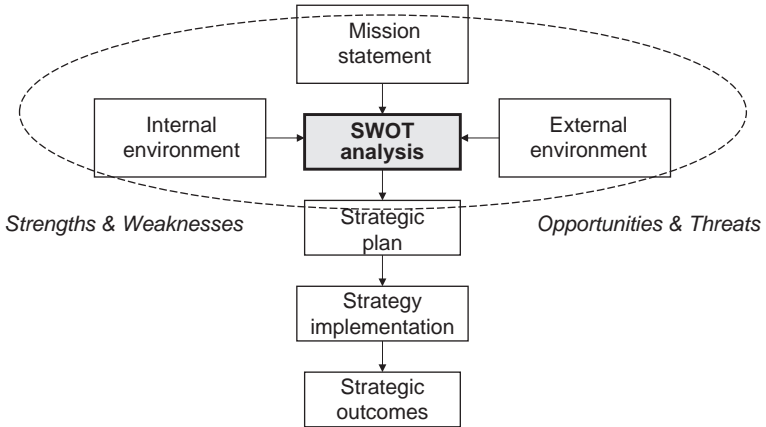 Mission
statement
Internal
environment
SWOT
analysis
External
environment
Strengths & Weaknesses
Opportunities & Threats
Strategic
plan
Strategy
implementation
Strategic
outcomes